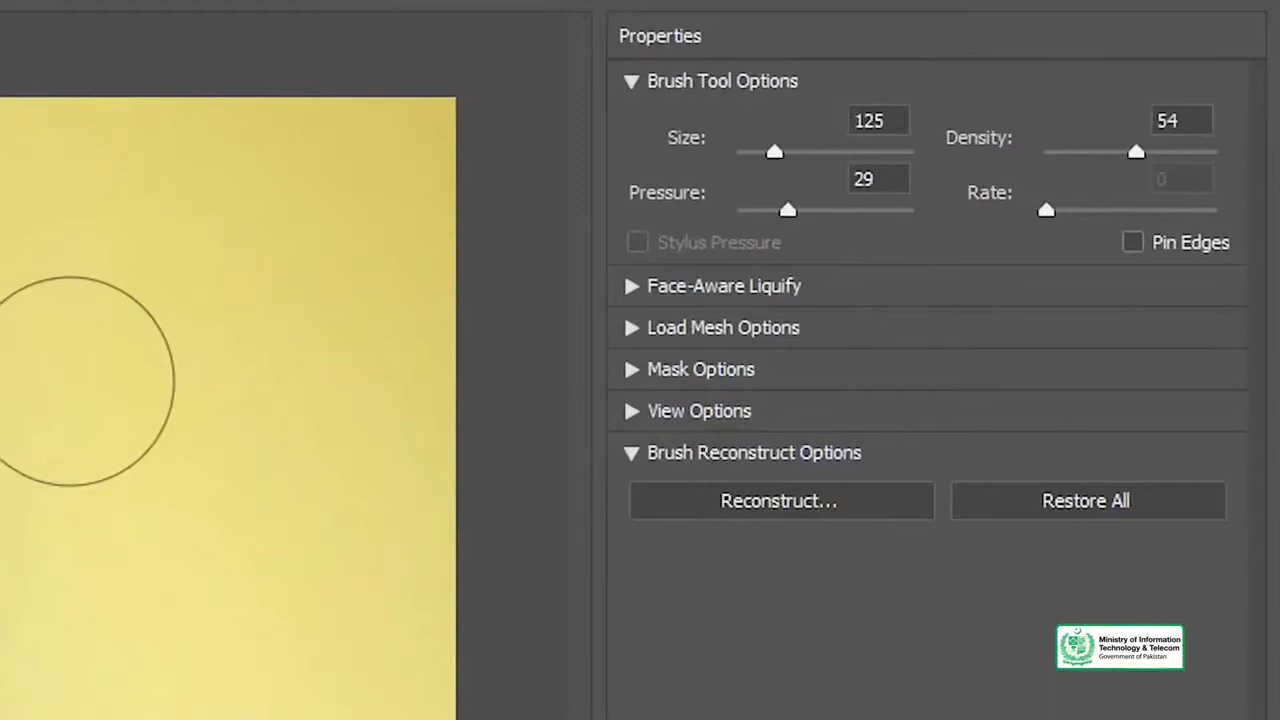 Properties
Brush Tool Options
Size: 125 Density: 54
Pressure: 29 Rate: 0
Stylus Pressure Pin Edges
Face-Aware Liquify
Load Mesh Options
Mask Options
View Options
Brush Reconstruct Options
Reconstruct... Restore All
Ministry of Information
Technology & Telecom
Government of Pakistan